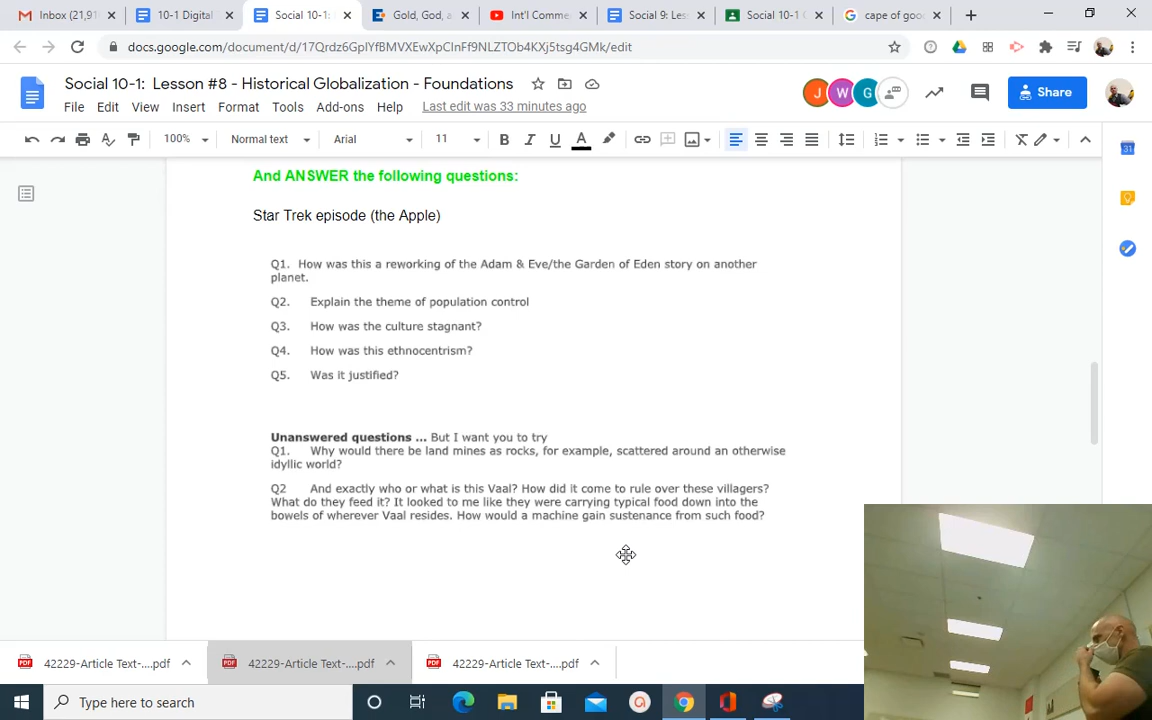 Inbox (21,91
10-1 Digital
Social 10-1:
Gold, God, a
Int'l Comme
Social 9: Les
Social 10-1 C
cape of goo
docs.google.com/document/d/17Qrdz6GpIYfBMVXEwXpClnFf9NLZTOb4KXj5tsg4GMk/edit
Social 10-1: Lesson #8 - Historical Globalization - Foundations
File Edit View Insert Format Tools Add-ons Help Last edit was 33 minutes ago
J W G
Share
100% Normal text Arial 11
And ANSWER the following questions:
Star Trek episode (the Apple)
Q1. How was this a reworking of the Adam & Eve/the Garden of Eden story on another
planet.
Q2. Explain the theme of population control
Q3. How was the culture stagnant?
Q4. How was this ethnocentrism?
Q5. Was it justified?
Unanswered questions ... But I want you to try
Q1. Why would there be land mines as rocks, for example, scattered around an otherwise
idyllic world?
Q2 And exactly who or what is this Vaal? How did it come to rule over these villagers?
What do they feed it? It looked to me like they were carrying typical food down into the
bowels of wherever Vaal resides. How would a machine gain sustenance from such food?
42229-Article Text-....pdf
42229-Article Text-....pdf
42229-Article Text-....pdf
Type here to search